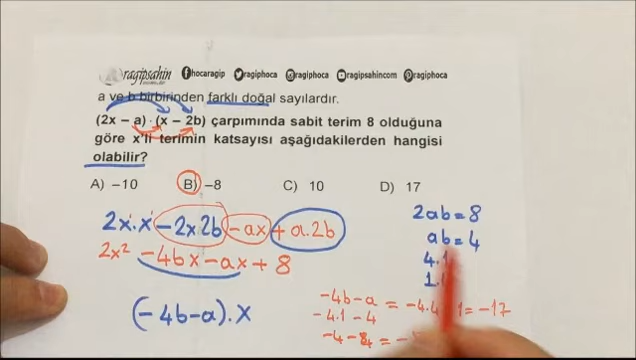 ragipsahin hocaragip ragiphoca ragiphoca ragipsahincom ragiphoca
a ve b birbirinden farklı doğal sayılardır.
(2x – a) · (x – 2b) çarpımında sabit terim 8 olduğuna
göre x'li terimin katsayısı aşağıdakilerden hangisi
olabilir?
A) –10 B) –8 C) 10 D) 17
2x·x – 2x2b – ax + a.2b
2x² – 4bx – ax + 8
(–4b–a).x
2ab=8
ab=4
4.1
1.
–4b–a = –4.4 1=–17
–4.1 –4
–4–4=–